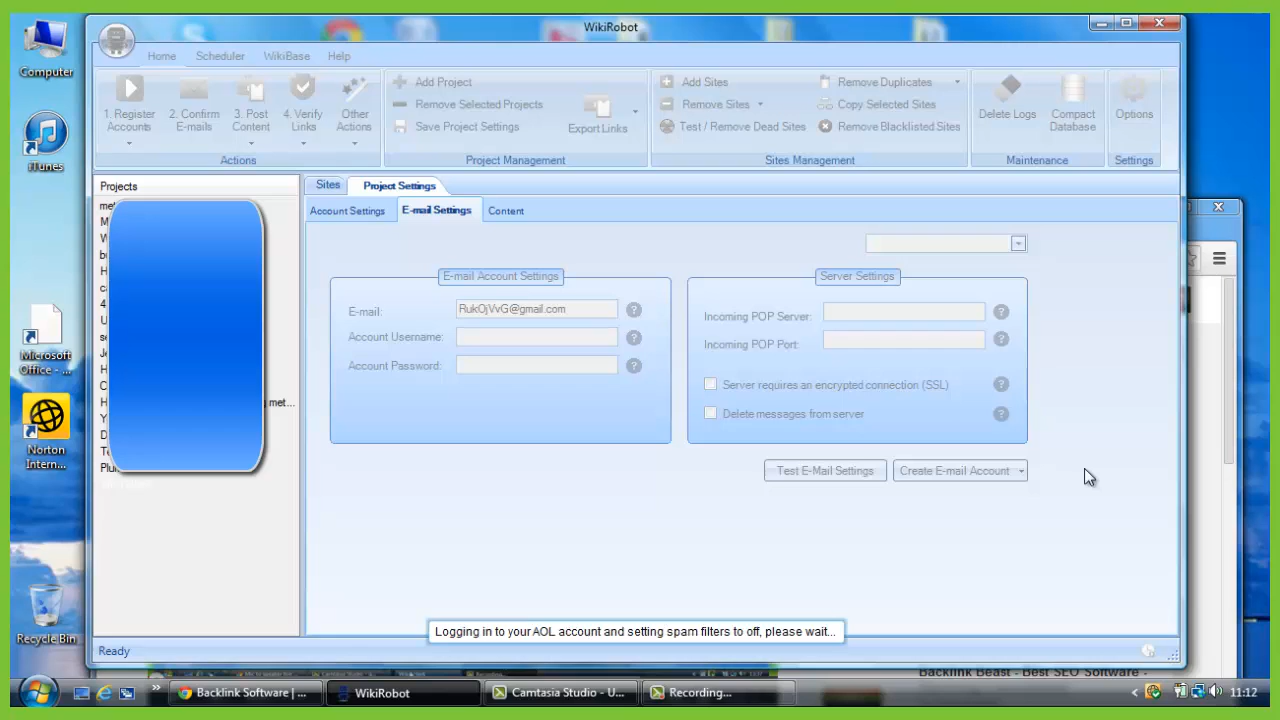 WikiRobot
Computer
iTunes
Microsoft
Office - ...
Norton
Intern...
Recycle Bin
Home
Scheduler
WikiBase
Help
1. Register
Accounts
2. Confirm
E-mails
3. Post
Content
4. Verify
Links
Other
Actions
Actions
Add Project
Remove Selected Projects
Save Project Settings
Export Links
Project Management
Add Sites
Remove Sites
Test / Remove Dead Sites
Remove Duplicates
Copy Selected Sites
Remove Blacklisted Sites
Sites Management
Delete Logs
Compact
Database
Maintenance
Options
Settings
Projects
g met...
Sites
Project Settings
Account Settings
E-mail Settings
Content
E-mail Account Settings
E-mail:
RukOjVvG@gmail.com
Account Username:
Account Password:
Server Settings
Incoming POP Server:
Incoming POP Port:
Server requires an encrypted connection (SSL)
Delete messages from server
Test E-Mail Settings
Create E-mail Account
Logging in to your AOL account and setting spam filters to off, please wait...
Ready
Backlink Beast - Best SEO Software -
Backlink Software | ...
WikiRobot
Camtasia Studio - U...
Recording...
11:12